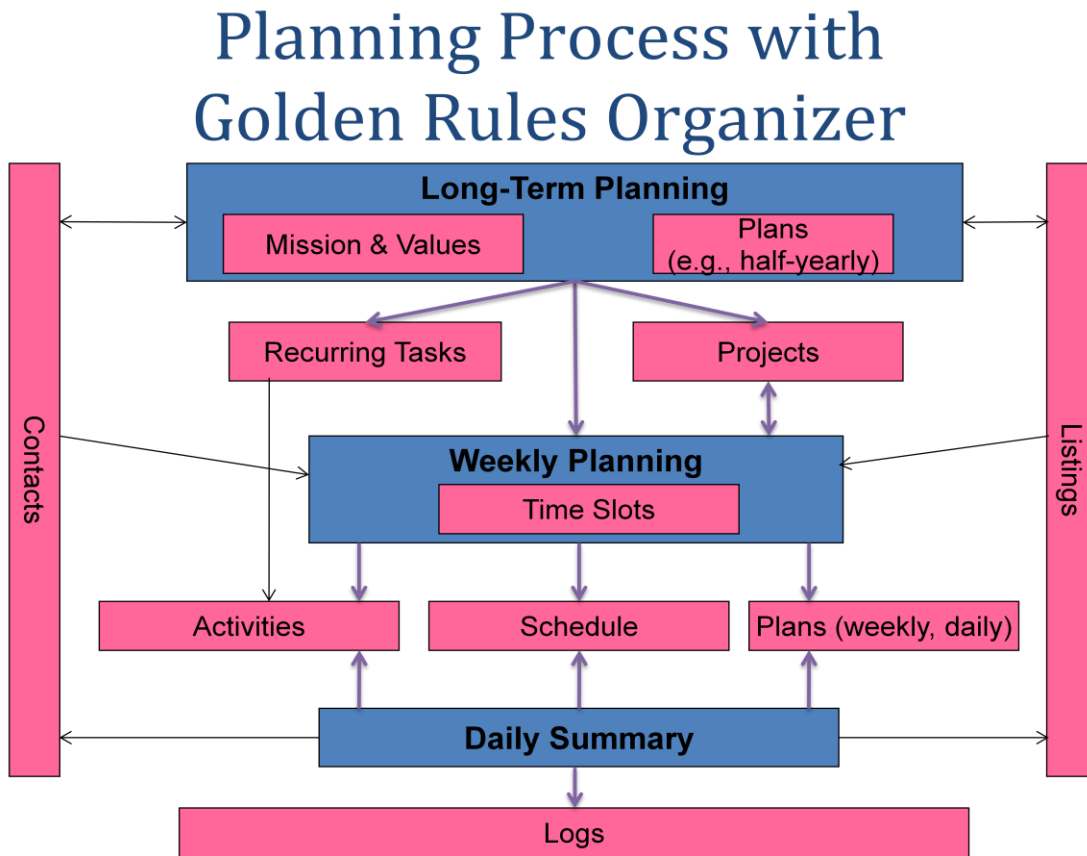 Planning Process with
Golden Rules Organizer
Long-Term Planning
Mission & Values
Plans
(e.g., half-yearly)
Recurring Tasks
Projects
Contacts
Listings
Weekly Planning
Time Slots
Activities
Schedule
Plans (weekly, daily)
Daily Summary
Logs